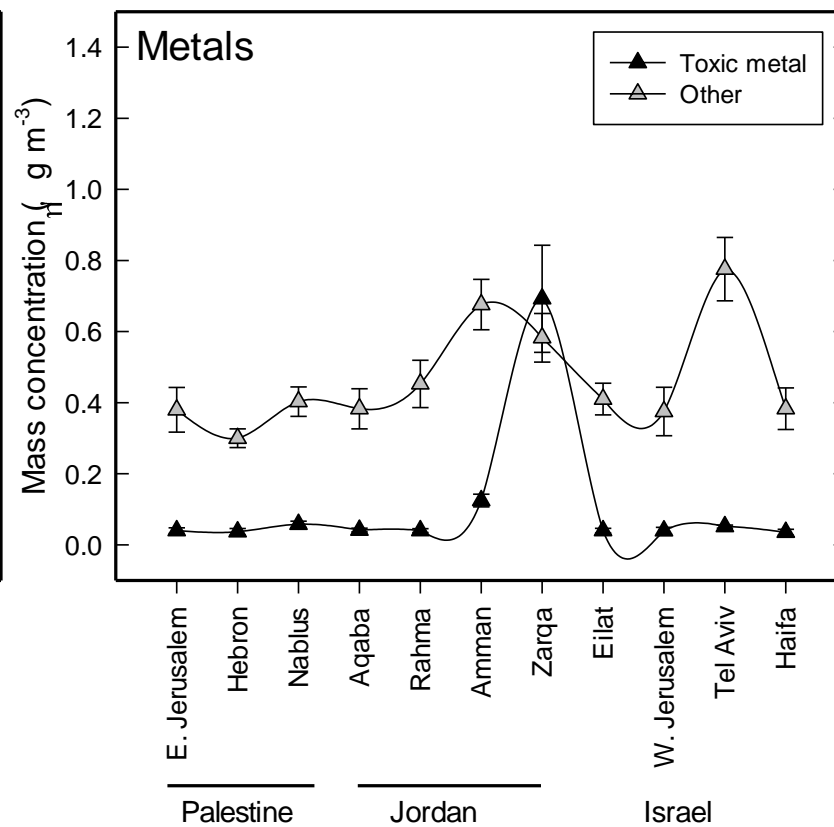 Metals
Toxic metal
Other
Mass concentration (η g m-3)
1.4
1.2
1.0
0.8
0.6
0.4
0.2
0.0
E. Jerusalem
Hebron
Nablus
Aqaba
Rahma
Amman
Zarqa
Eilat
W. Jerusalem
Tel Aviv
Haifa
Palestine
Jordan
Israel